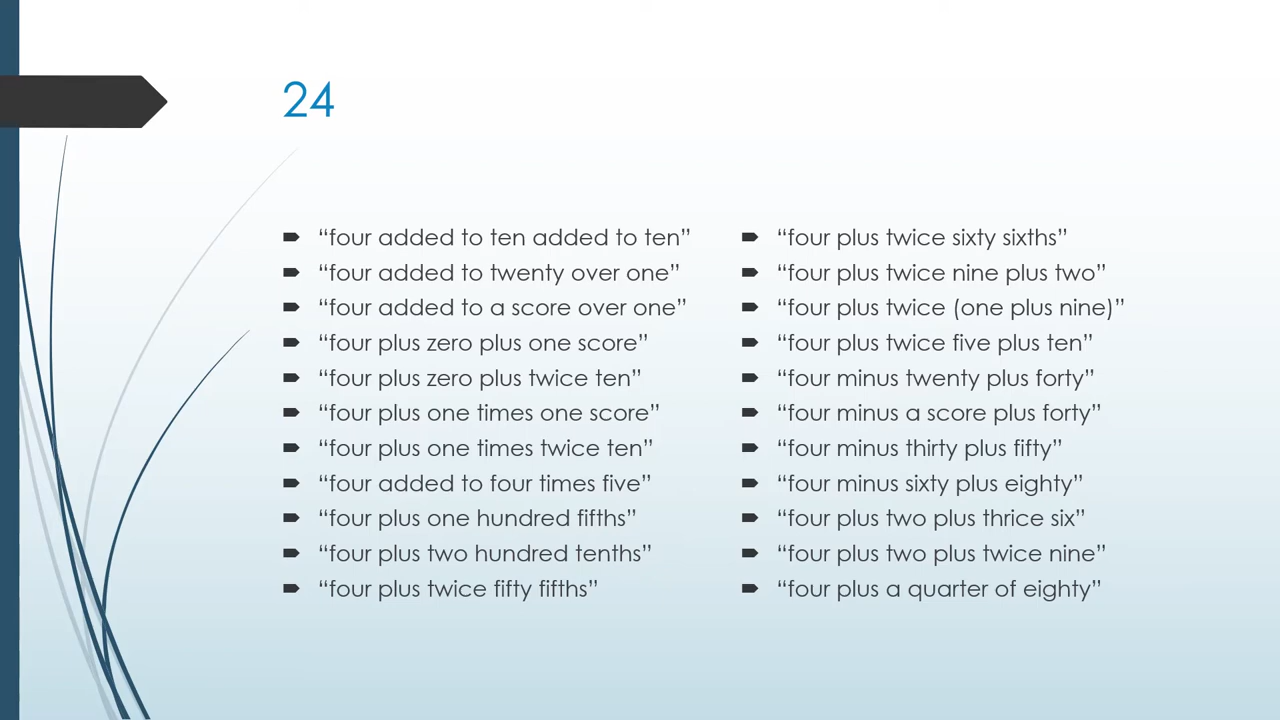 24
“four added to ten added to ten”
“four added to twenty over one”
“four added to a score over one”
“four plus zero plus one score”
“four plus zero plus twice ten”
“four plus one times one score”
“four plus one times twice ten”
“four added to four times five”
“four plus one hundred fifths”
“four plus two hundred tenths”
“four plus twice fifty fifths”
“four plus twice sixty sixths”
“four plus twice nine plus two”
“four plus twice (one plus nine)”
“four plus twice five plus ten”
“four minus twenty plus forty”
“four minus a score plus forty”
“four minus thirty plus fifty”
“four minus sixty plus eighty”
“four plus two plus thrice six”
“four plus two plus twice nine”
“four plus a quarter of eighty”